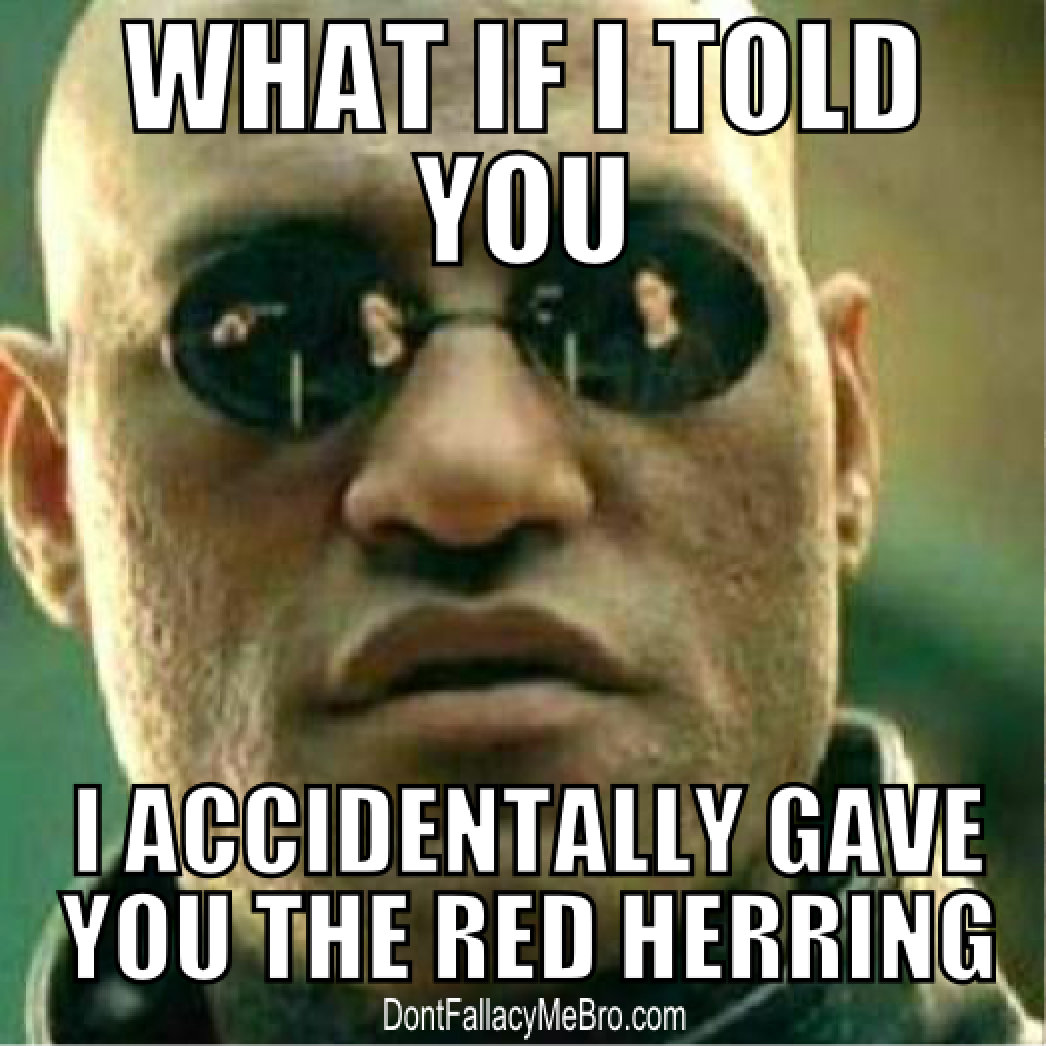 WHAT IF I TOLD
YOU
I ACCIDENTALLY GAVE
YOU THE RED HERRING
DontFallacyMeBro.com